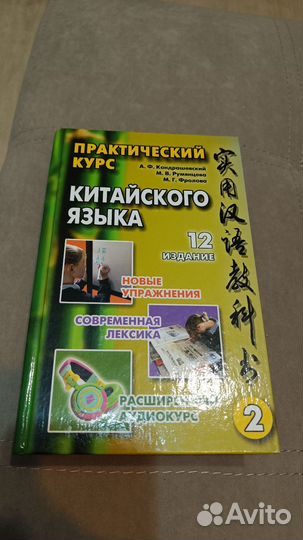 ПРАКТИЧЕСКИЙ
КУРС
А. Ф. Кондрашевский
М. В. Румянцева
М. Г. Фролова
КИТАЙСКОГО
ЯЗЫКА
12
ИЗДАНИЕ
实用汉语教科书
НОВЫЕ
УПРАЖНЕНИЯ
СОВРЕМЕННАЯ
ЛЕКСИКА
РАСШИРЕННЫЙ
АУДИОКУРС
2
Avito